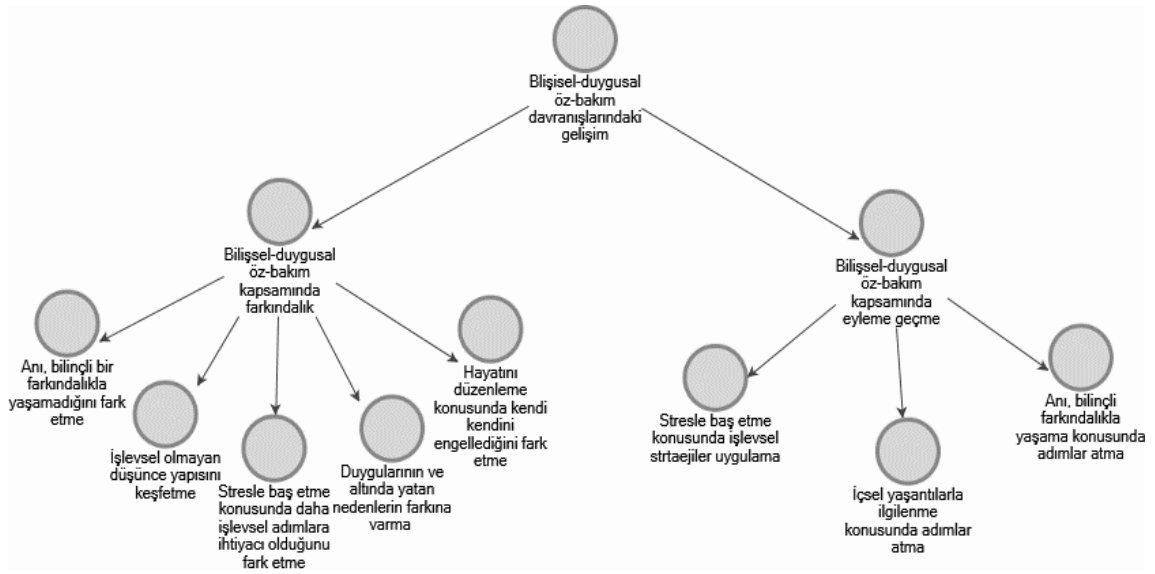 Blişisel-duygusal
öz-bakım
davranışlarındaki
gelişim
Bilişsel-duygusal
öz-bakım
kapsamında
farkındalık
Bilişsel-duygusal
öz-bakım
kapsamında
eyleme geçme
Anı, bilinçli bir
farkındalıkla
yaşamadığını fark
etme
İşlevsel olmayan
düşünce yapısını
keşfetme
Stresle baş etme
konusunda daha
işlevsel adımlara
ihtiyacı olduğunu
fark etme
Duygularının ve
altında yatan
nedenlerin farkına
varma
Hayatını
düzenleme
konusunda kendi
kendini
engellediğini fark
etme
Stresle baş etme
konusunda işlevsel
strtaejiler uygulama
İçsel yaşantılarla
ilgilenme
konusunda adımlar
atma
Anı, bilinçli
farkındalıkla
yaşama konusunda
adımlar atma